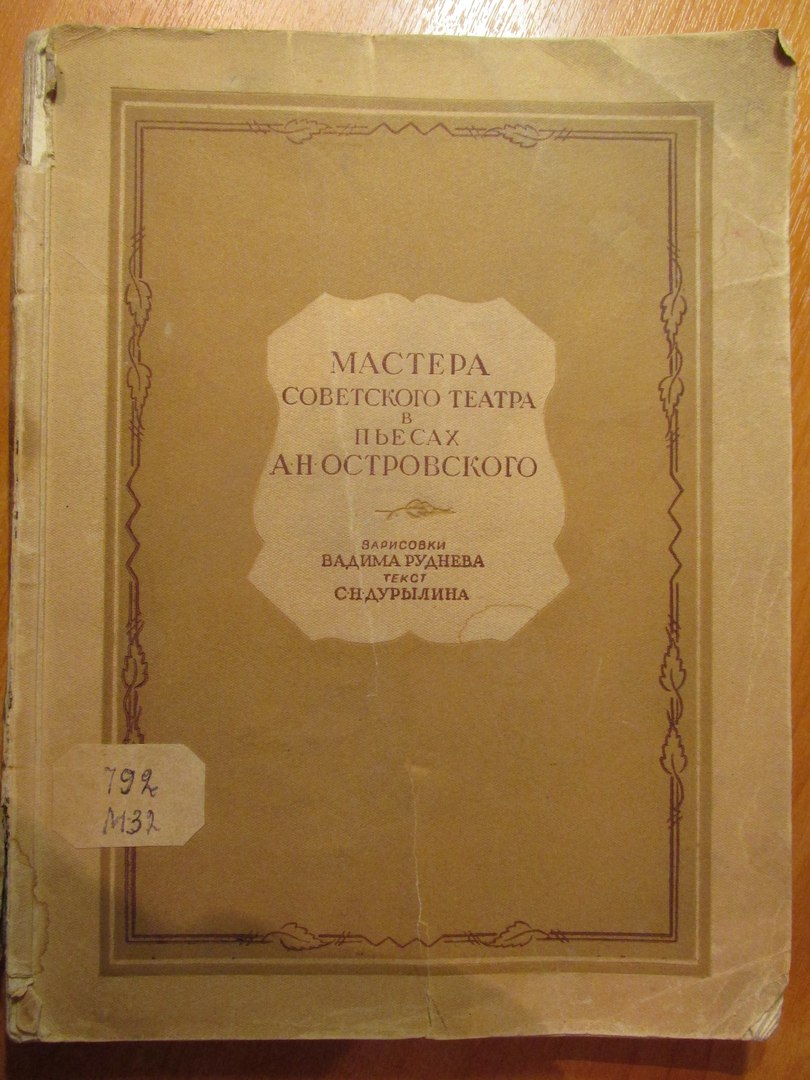 МАСТЕРА
СОВЕТСКОГО ТЕАТРА
В
ПЬЕСАХ
А·Н·ОСТРОВСКОГО
ЗАРИСОВКИ
ВАДИМА РУДНЕВА
ТЕКСТ
С·Н·ДУРЫЛИНА
792
М32